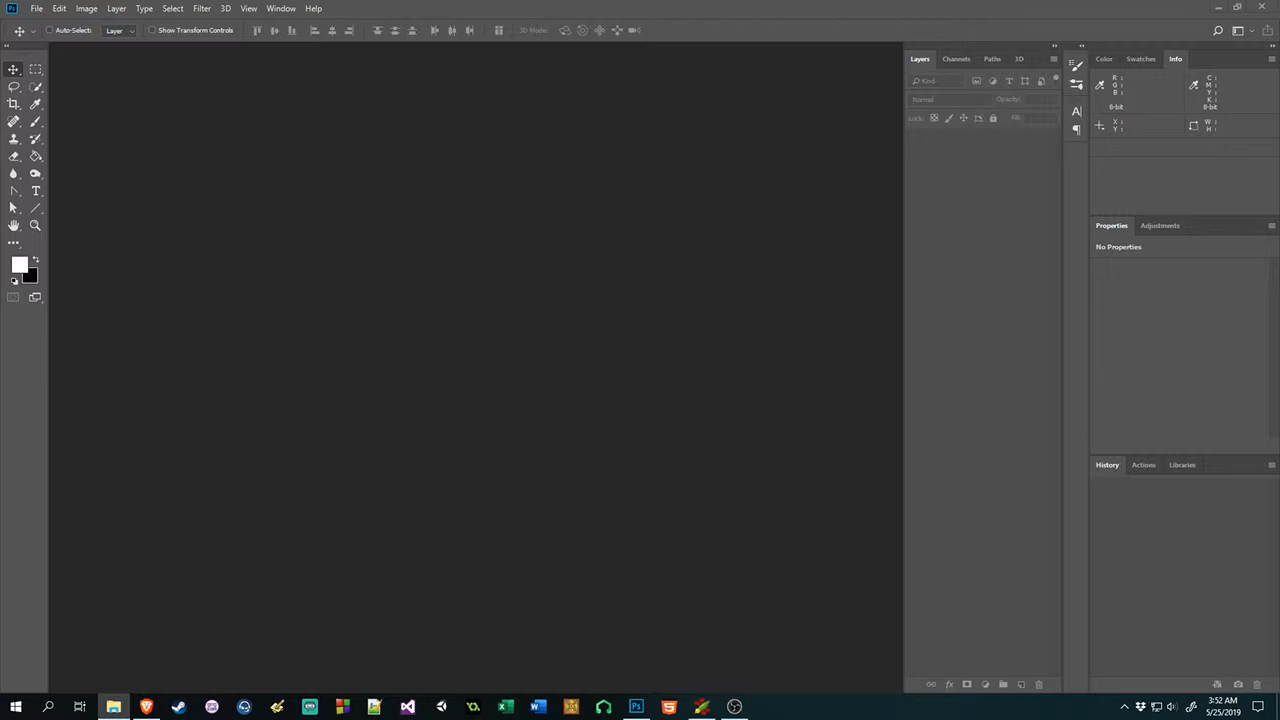 Ps File Edit Image Layer Type Select Filter 3D View Window Help
Auto-Select: Layer Show Transform Controls 3D Mode:
Layers Channels Paths 3D
Kind
Normal Opacity:
Lock: Fill:
Color Swatches Info
R : C :
G : M :
B : Y :
K :
8-bit 8-bit
X : W :
Y : H :
Properties Adjustments
No Properties
History Actions Libraries
3:52 AM
5/25/2019